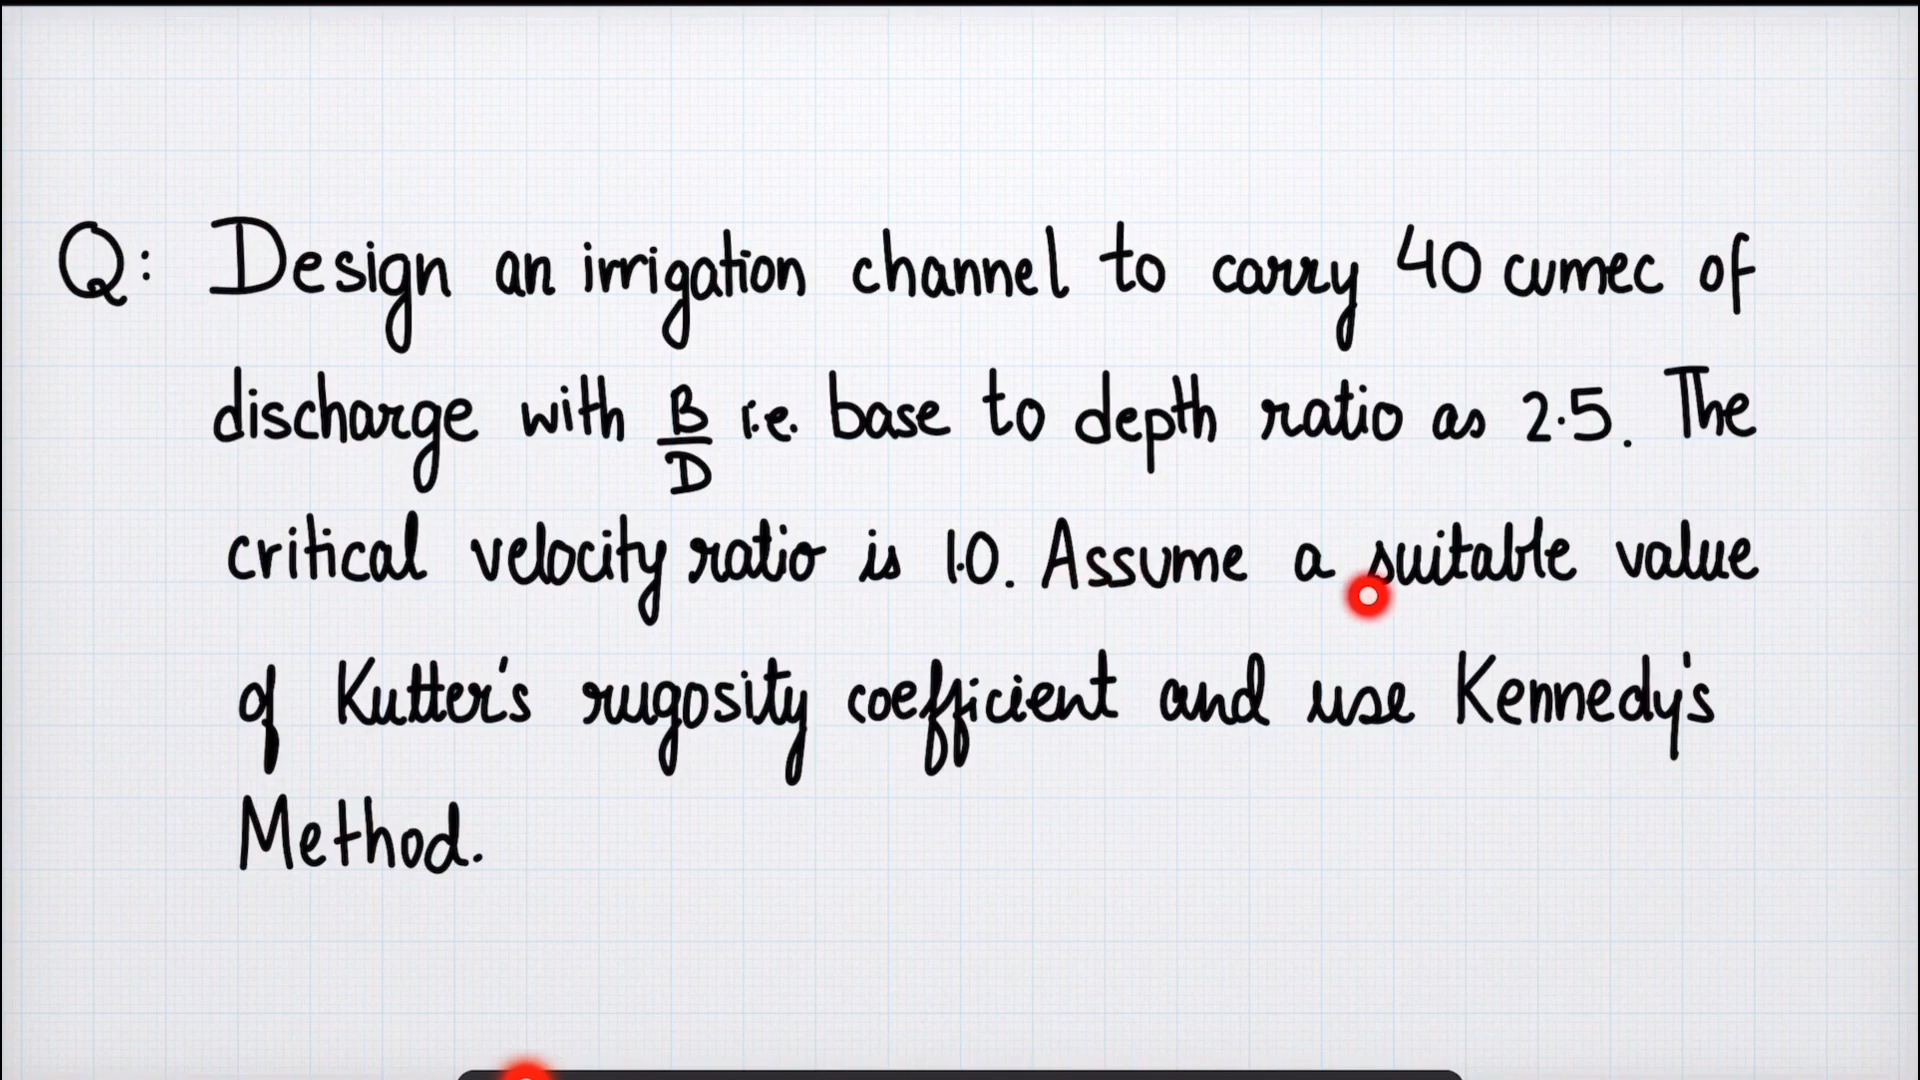 Q: Design an irrigation channel to carry 40 cumec of
discharge with B/D i.e. base to depth ratio as 2.5. The
critical velocity ratio is 1.0. Assume a suitable value
of Kutter's rugosity coefficient and use Kennedy's
Method.